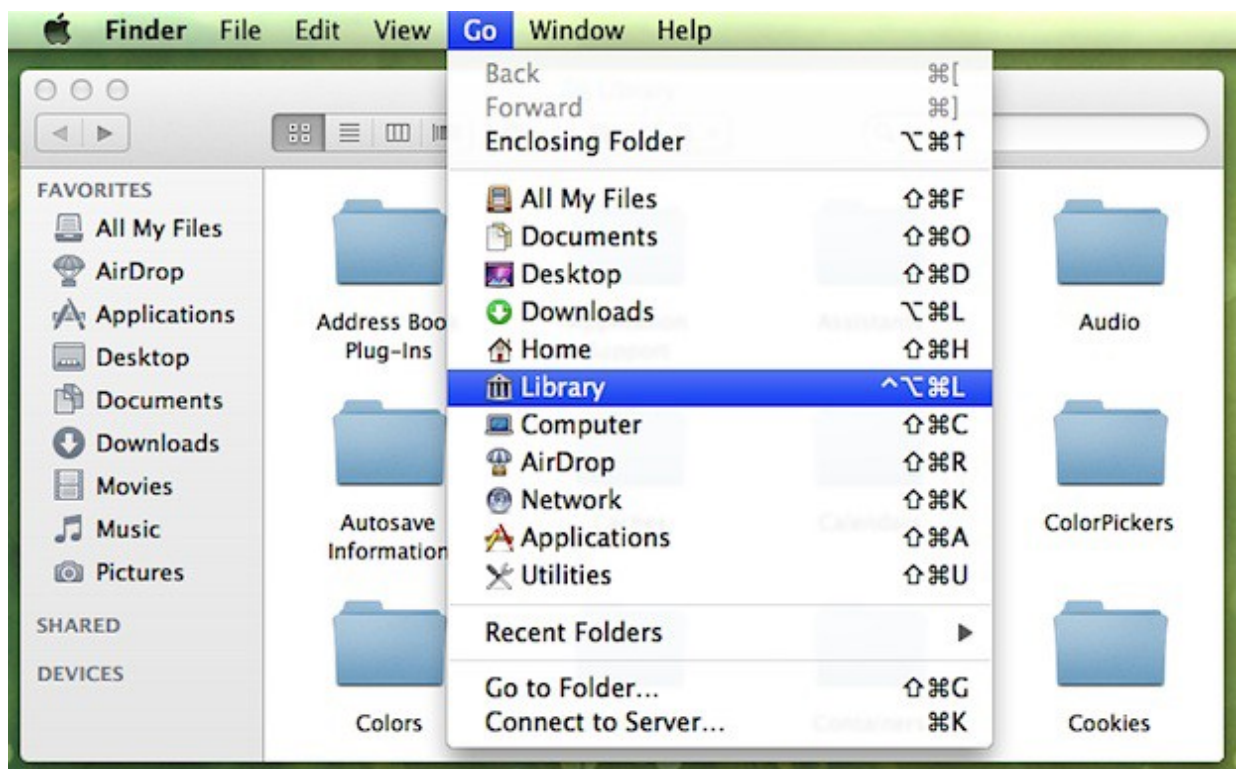 Finder File Edit View Go Window Help
Back ⌘[
Forward ⌘]
Enclosing Folder ⌥⌘↑
All My Files ⇧⌘F
Documents ⇧⌘O
Desktop ⇧⌘D
Downloads ⌥⌘L
Home ⇧⌘H
Library ^⌥⌘L
Computer ⇧⌘C
AirDrop ⇧⌘R
Network ⇧⌘K
Applications ⇧⌘A
Utilities ⇧⌘U
Recent Folders ▶
Go to Folder... ⇧⌘G
Connect to Server... ⌘K
FAVORITES
All My Files
AirDrop
Applications
Desktop
Documents
Downloads
Movies
Music
Pictures
SHARED
DEVICES
Address Boo
Plug-Ins
Audio
Autosave
Information
ColorPickers
Colors
Cookies